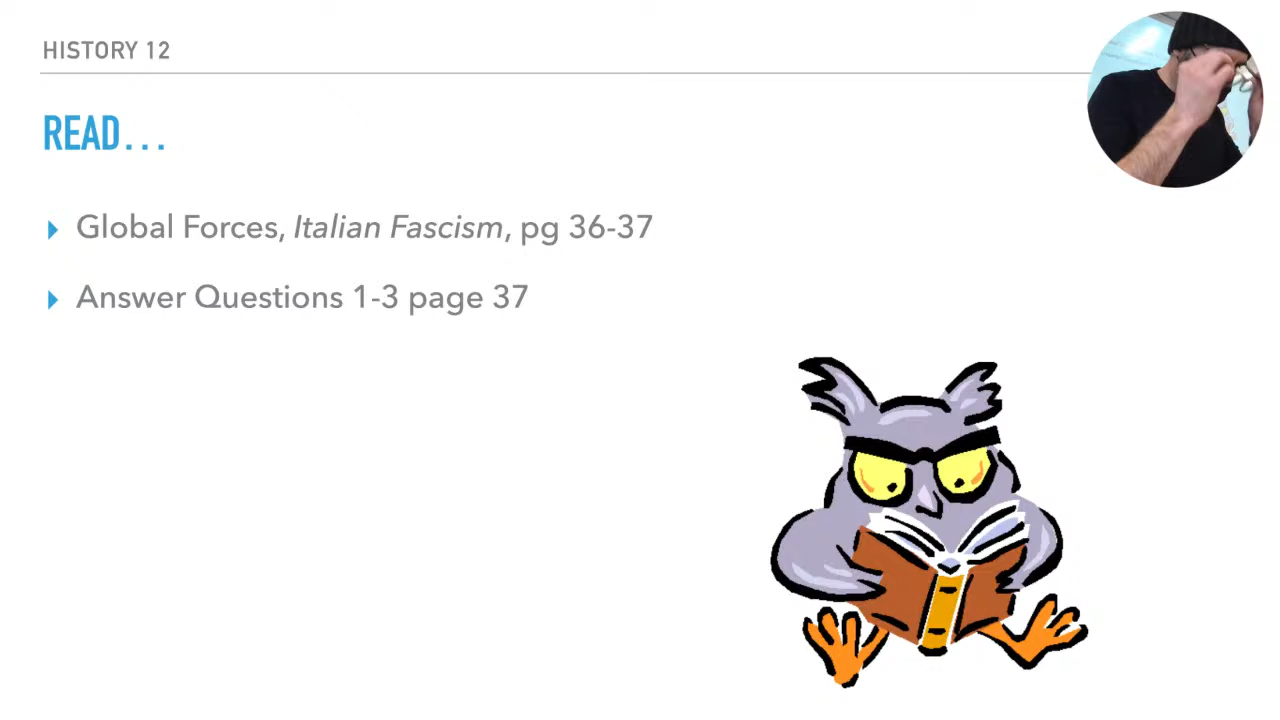 HISTORY 12
READ…
Global Forces, Italian Fascism, pg 36-37
Answer Questions 1-3 page 37